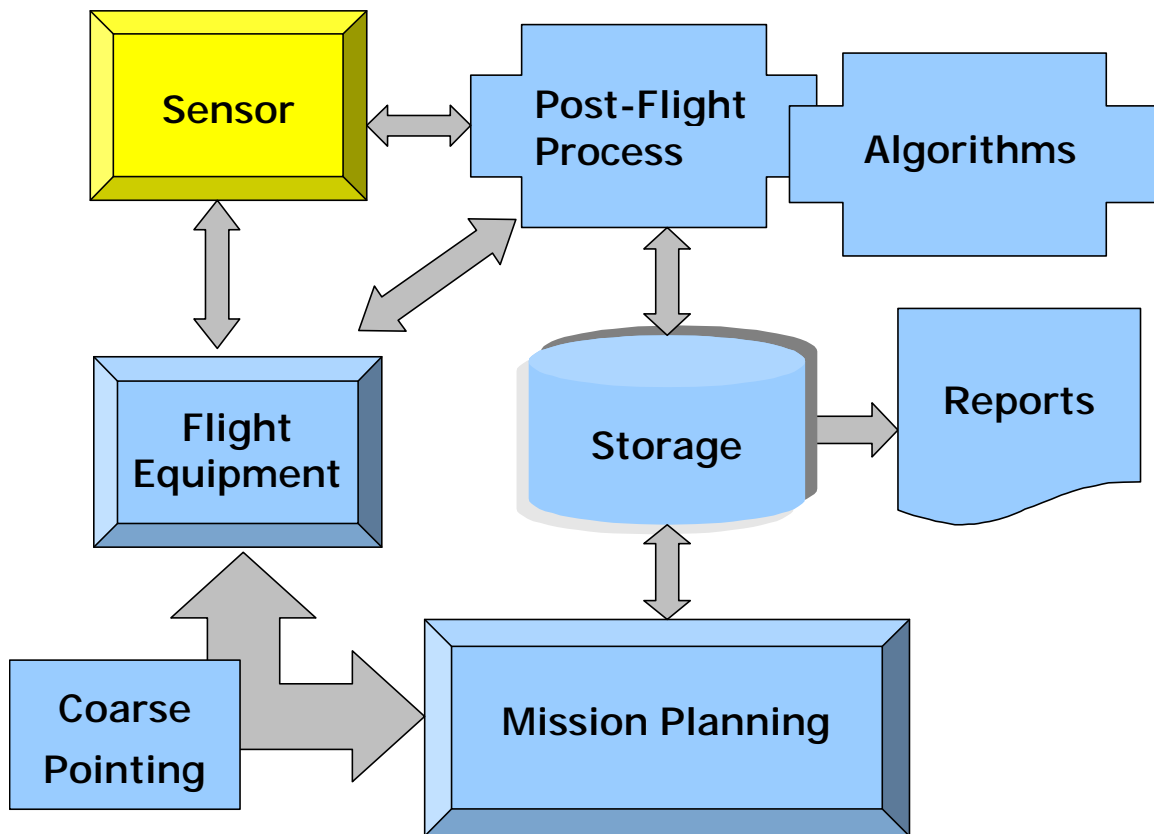 Sensor
Post-Flight
Process
Algorithms
Flight
Equipment
Storage
Reports
Coarse
Pointing
Mission Planning